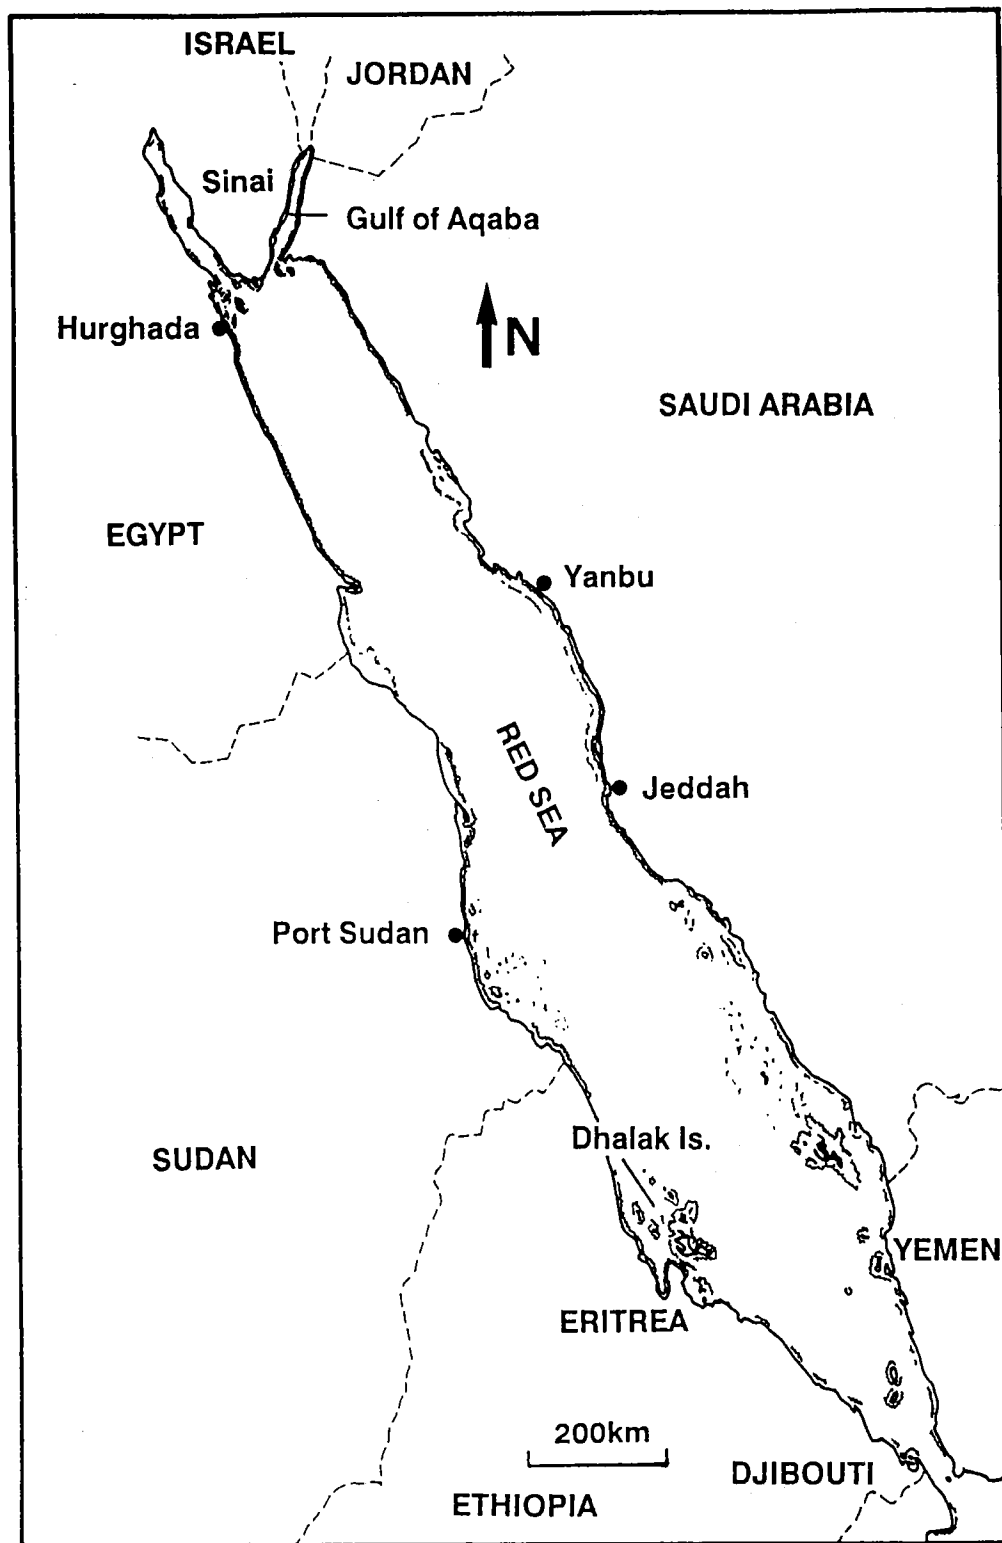 ISRAEL
JORDAN
Sinai
Gulf of Aqaba
Hurghada
N
SAUDI ARABIA
EGYPT
Yanbu
RED SEA
Jeddah
Port Sudan
Dhalak Is.
SUDAN
YEMEN
ERITREA
200km
DJIBOUTI
ETHIOPIA